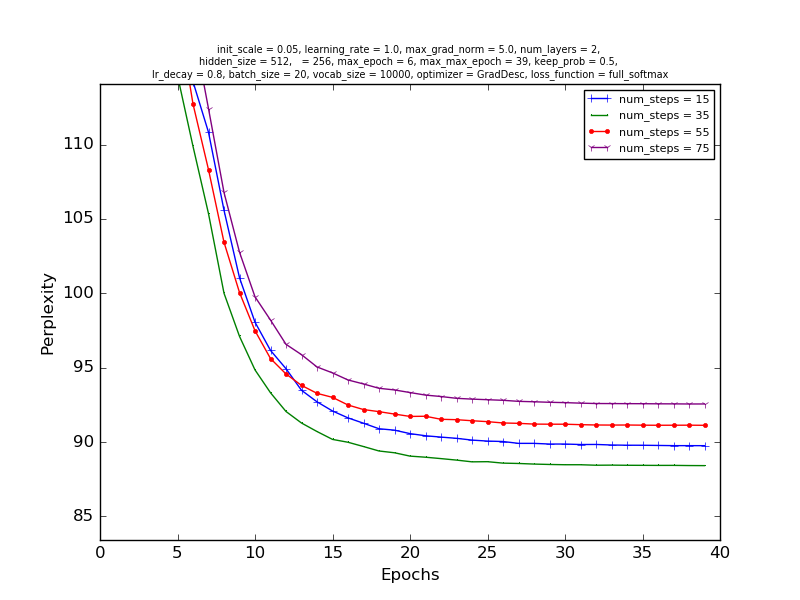 init_scale = 0.05, learning_rate = 1.0, max_grad_norm = 5.0, num_layers = 2,
hidden_size = 512,   = 256, max_epoch = 6, max_max_epoch = 39, keep_prob = 0.5,
lr_decay = 0.8, batch_size = 20, vocab_size = 10000, optimizer = GradDesc, loss_function = full_softmax
num_steps = 15
num_steps = 35
num_steps = 55
num_steps = 75
110
105
100
95
90
85
Perplexity
0 5 10 15 20 25 30 35 40
Epochs